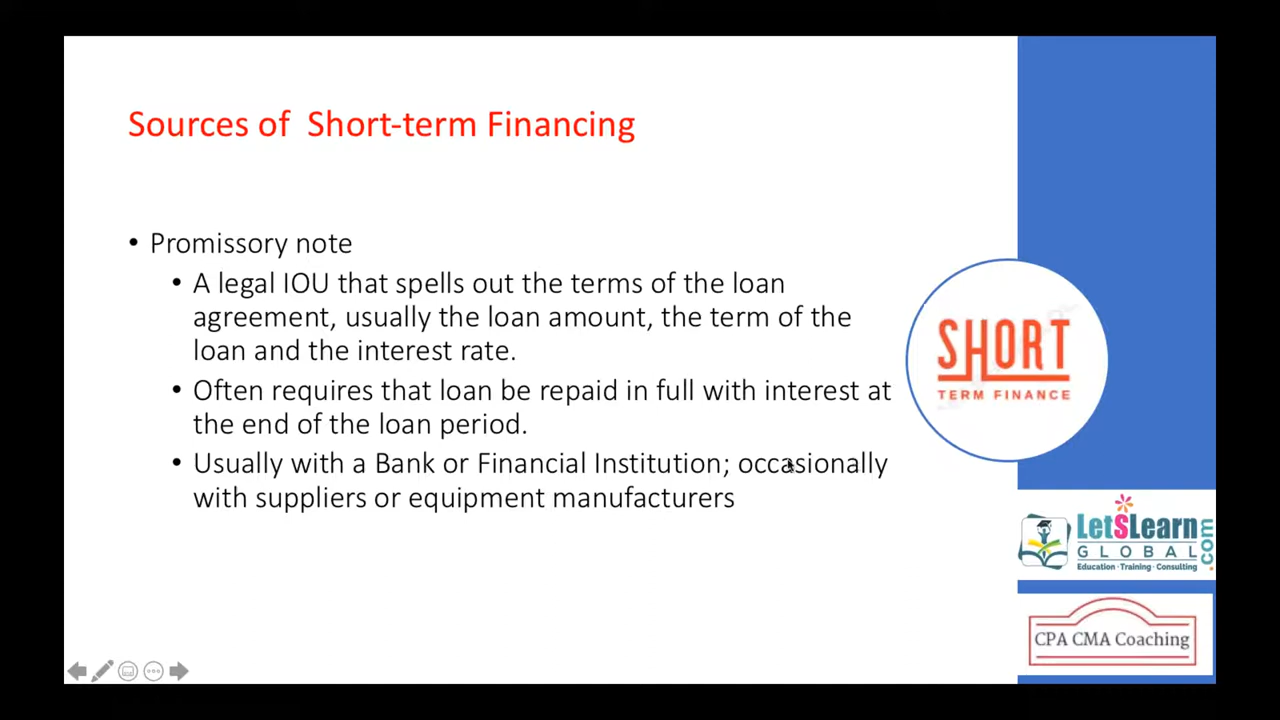 Sources of  Short-term Financing
• Promissory note
• A legal IOU that spells out the terms of the loan
agreement, usually the loan amount, the term of the
loan and the interest rate.
• Often requires that loan be repaid in full with interest at
the end of the loan period.
• Usually with a Bank or Financial Institution; occasionally
with suppliers or equipment manufacturers
SHORT
TERM FINANCE
LetSLearn
GLOBAL
.com
Education · Training · Consulting
CPA CMA Coaching